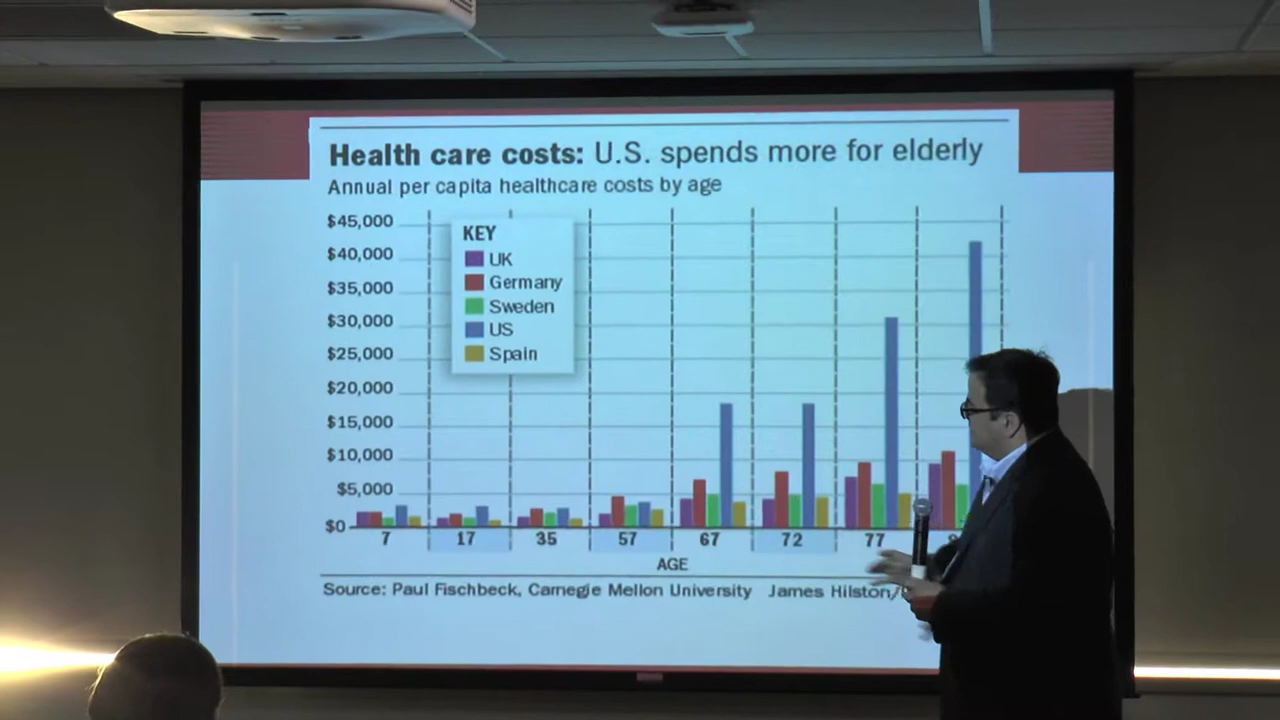 Health care costs: U.S. spends more for elderly
Annual per capita healthcare costs by age
$45,000
$40,000
$35,000
$30,000
$25,000
$20,000
$15,000
$10,000
$5,000
$0
KEY
UK
Germany
Sweden
US
Spain
7 17 35 57 67 72 77
AGE
Source: Paul Fischbeck, Carnegie Mellon University James Hilston/